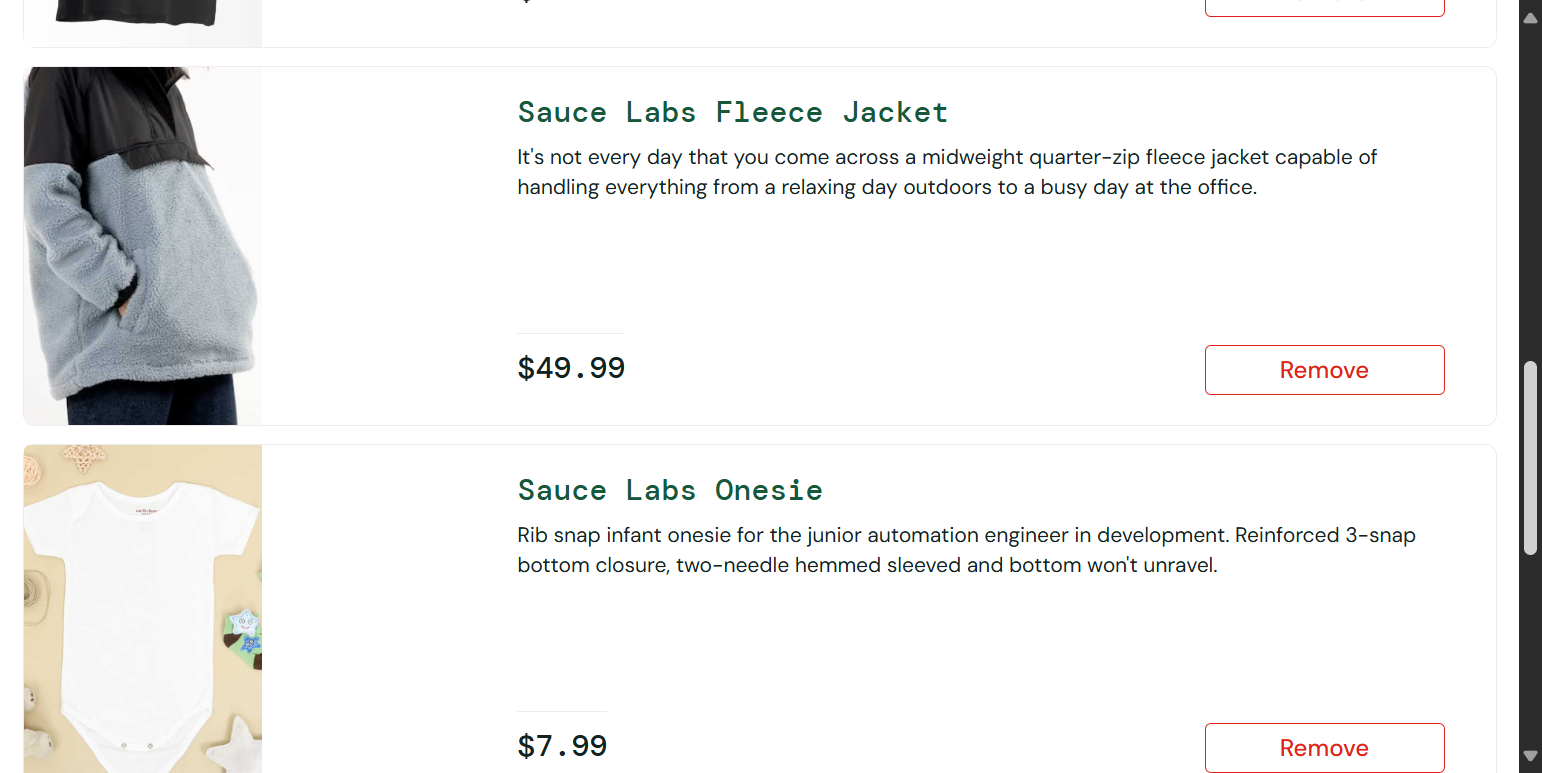 Sauce Labs Fleece Jacket
It's not every day that you come across a midweight quarter-zip fleece jacket capable of
handling everything from a relaxing day outdoors to a busy day at the office.
$49.99
Remove
Sauce Labs Onesie
Rib snap infant onesie for the junior automation engineer in development. Reinforced 3-snap
bottom closure, two-needle hemmed sleeved and bottom won't unravel.
$7.99
Remove